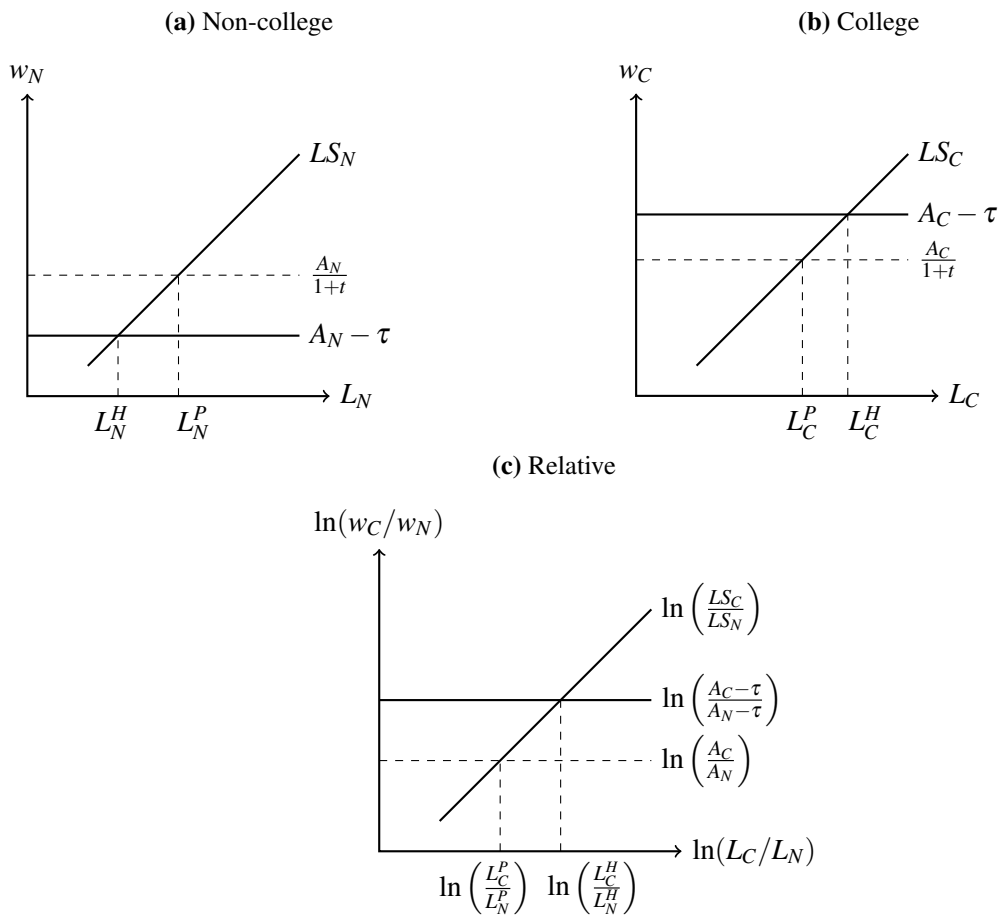 (a) Non-college
w_N
LS_N
A_N/(1+t)
A_N − τ
L_N
L_N^H
L_N^P
(b) College
w_C
LS_C
A_C − τ
A_C/(1+t)
L_C
L_C^P
L_C^H
(c) Relative
ln(w_C/w_N)
ln(LS_C/LS_N)
ln((A_C−τ)/(A_N−τ))
ln(A_C/A_N)
ln(L_C/L_N)
ln(L_C^P/L_N^P)
ln(L_C^H/L_N^H)